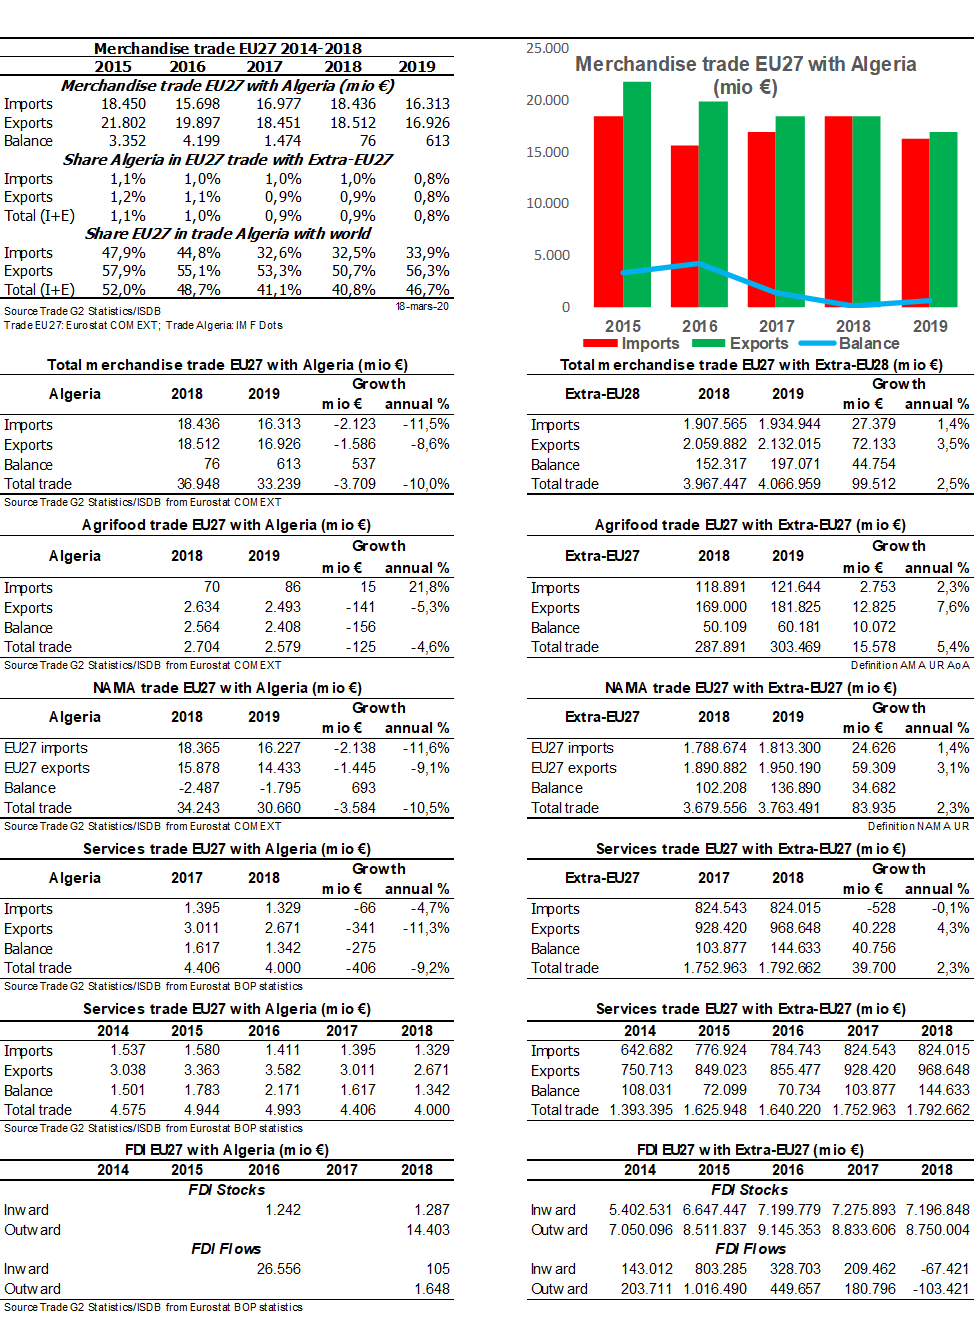 Merchandise trade EU27 2014-2018
2015 2016 2017 2018 2019
Merchandise trade EU27 with Algeria (mio €)
Imports 18.450 15.698 16.977 18.436 16.313
Exports 21.802 19.897 18.451 18.512 16.926
Balance 3.352 4.199 1.474 76 613
Share Algeria in EU27 trade with Extra-EU27
Imports 1,1% 1,0% 1,0% 1,0% 0,8%
Exports 1,2% 1,1% 0,9% 0,9% 0,8%
Total (I+E) 1,1% 1,0% 0,9% 0,9% 0,8%
Share EU27 in trade Algeria with world
Imports 47,9% 44,8% 32,6% 32,5% 33,9%
Exports 57,9% 55,1% 53,3% 50,7% 56,3%
Total (I+E) 52,0% 48,7% 41,1% 40,8% 46,7%
Source Trade G2 Statistics/ISDB 18-mars-20
Trade EU27: Eurostat COMEXT; Trade Algeria: IMF Dots
Merchandise trade EU27 with Algeria
(mio €)
25.000
20.000
15.000
10.000
5.000
0
2015 2016 2017 2018 2019
Imports Exports Balance
Total merchandise trade EU27 with Algeria (mio €)
Algeria 2018 2019 Growth
mio € annual %
Imports 18.436 16.313 -2.123 -11,5%
Exports 18.512 16.926 -1.586 -8,6%
Balance 76 613 537
Total trade 36.948 33.239 -3.709 -10,0%
Source Trade G2 Statistics/ISDB from Eurostat COMEXT
Total merchandise trade EU27 with Extra-EU28 (mio €)
Extra-EU28 2018 2019 Growth
mio € annual %
Imports 1.907.565 1.934.944 27.379 1,4%
Exports 2.059.882 2.132.015 72.133 3,5%
Balance 152.317 197.071 44.754
Total trade 3.967.447 4.066.959 99.512 2,5%
Agrifood trade EU27 with Algeria (mio €)
Algeria 2018 2019 Growth
mio € annual %
Imports 70 86 15 21,8%
Exports 2.634 2.493 -141 -5,3%
Balance 2.564 2.408 -156
Total trade 2.704 2.579 -125 -4,6%
Source Trade G2 Statistics/ISDB from Eurostat COMEXT
Agrifood trade EU27 with Extra-EU27 (mio €)
Extra-EU27 2018 2019 Growth
mio € annual %
Imports 118.891 121.644 2.753 2,3%
Exports 169.000 181.825 12.825 7,6%
Balance 50.109 60.181 10.072
Total trade 287.891 303.469 15.578 5,4%
Definition AMA UR AoA
NAMA trade EU27 with Algeria (mio €)
Algeria 2018 2019 Growth
mio € annual %
EU27 imports 18.365 16.227 -2.138 -11,6%
EU27 exports 15.878 14.433 -1.445 -9,1%
Balance -2.487 -1.795 693
Total trade 34.243 30.660 -3.584 -10,5%
Source Trade G2 Statistics/ISDB from Eurostat COMEXT
NAMA trade EU27 with Extra-EU27 (mio €)
Extra-EU27 2018 2019 Growth
mio € annual %
EU27 imports 1.788.674 1.813.300 24.626 1,4%
EU27 exports 1.890.882 1.950.190 59.309 3,1%
Balance 102.208 136.890 34.682
Total trade 3.679.556 3.763.491 83.935 2,3%
Definition NAMA UR
Services trade EU27 with Algeria (mio €)
Algeria 2017 2018 Growth
mio € annual %
Imports 1.395 1.329 -66 -4,7%
Exports 3.011 2.671 -341 -11,3%
Balance 1.617 1.342 -275
Total trade 4.406 4.000 -406 -9,2%
Source Trade G2 Statistics/ISDB from Eurostat BOP statistics
Services trade EU27 with Extra-EU27 (mio €)
Extra-EU27 2017 2018 Growth
mio € annual %
Imports 824.543 824.015 -528 -0,1%
Exports 928.420 968.648 40.228 4,3%
Balance 103.877 144.633 40.756
Total trade 1.752.963 1.792.662 39.700 2,3%
Services trade EU27 with Algeria (mio €)
2014 2015 2016 2017 2018
Imports 1.537 1.580 1.411 1.395 1.329
Exports 3.038 3.363 3.582 3.011 2.671
Balance 1.501 1.783 2.171 1.617 1.342
Total trade 4.575 4.944 4.993 4.406 4.000
Source Trade G2 Statistics/ISDB from Eurostat BOP statistics
Services trade EU27 with Extra-EU27 (mio €)
2014 2015 2016 2017 2018
Imports 642.682 776.924 784.743 824.543 824.015
Exports 750.713 849.023 855.477 928.420 968.648
Balance 108.031 72.099 70.734 103.877 144.633
Total trade 1.393.395 1.625.948 1.640.220 1.752.963 1.792.662
FDI EU27 with Algeria (mio €)
2014 2015 2016 2017 2018
FDI Stocks
Inward 1.242 1.287
Outward 14.403
FDI Flows
Inward 26.556 105
Outward 1.648
Source Trade G2 Statistics/ISDB from Eurostat BOP statistics
FDI EU27 with Extra-EU27 (mio €)
2014 2015 2016 2017 2018
FDI Stocks
Inward 5.402.531 6.647.447 7.199.779 7.275.893 7.196.848
Outward 7.050.096 8.511.837 9.145.353 8.833.606 8.750.004
FDI Flows
Inward 143.012 803.285 328.703 209.462 -67.421
Outward 203.711 1.016.490 449.657 180.796 -103.421